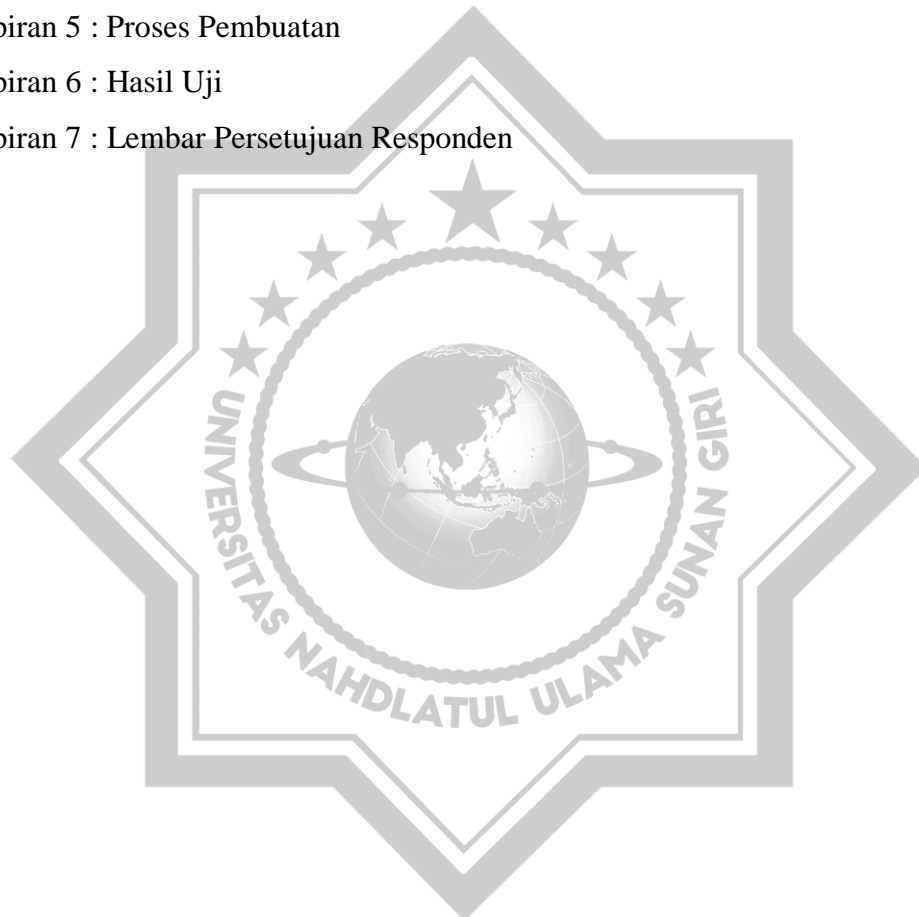 piran 5 : Proses Pembuatan
piran 6 : Hasil Uji
piran 7 : Lembar Persetujuan Responden
UNIVERSITAS NAHDLATUL ULAMA SUNAN GIRI